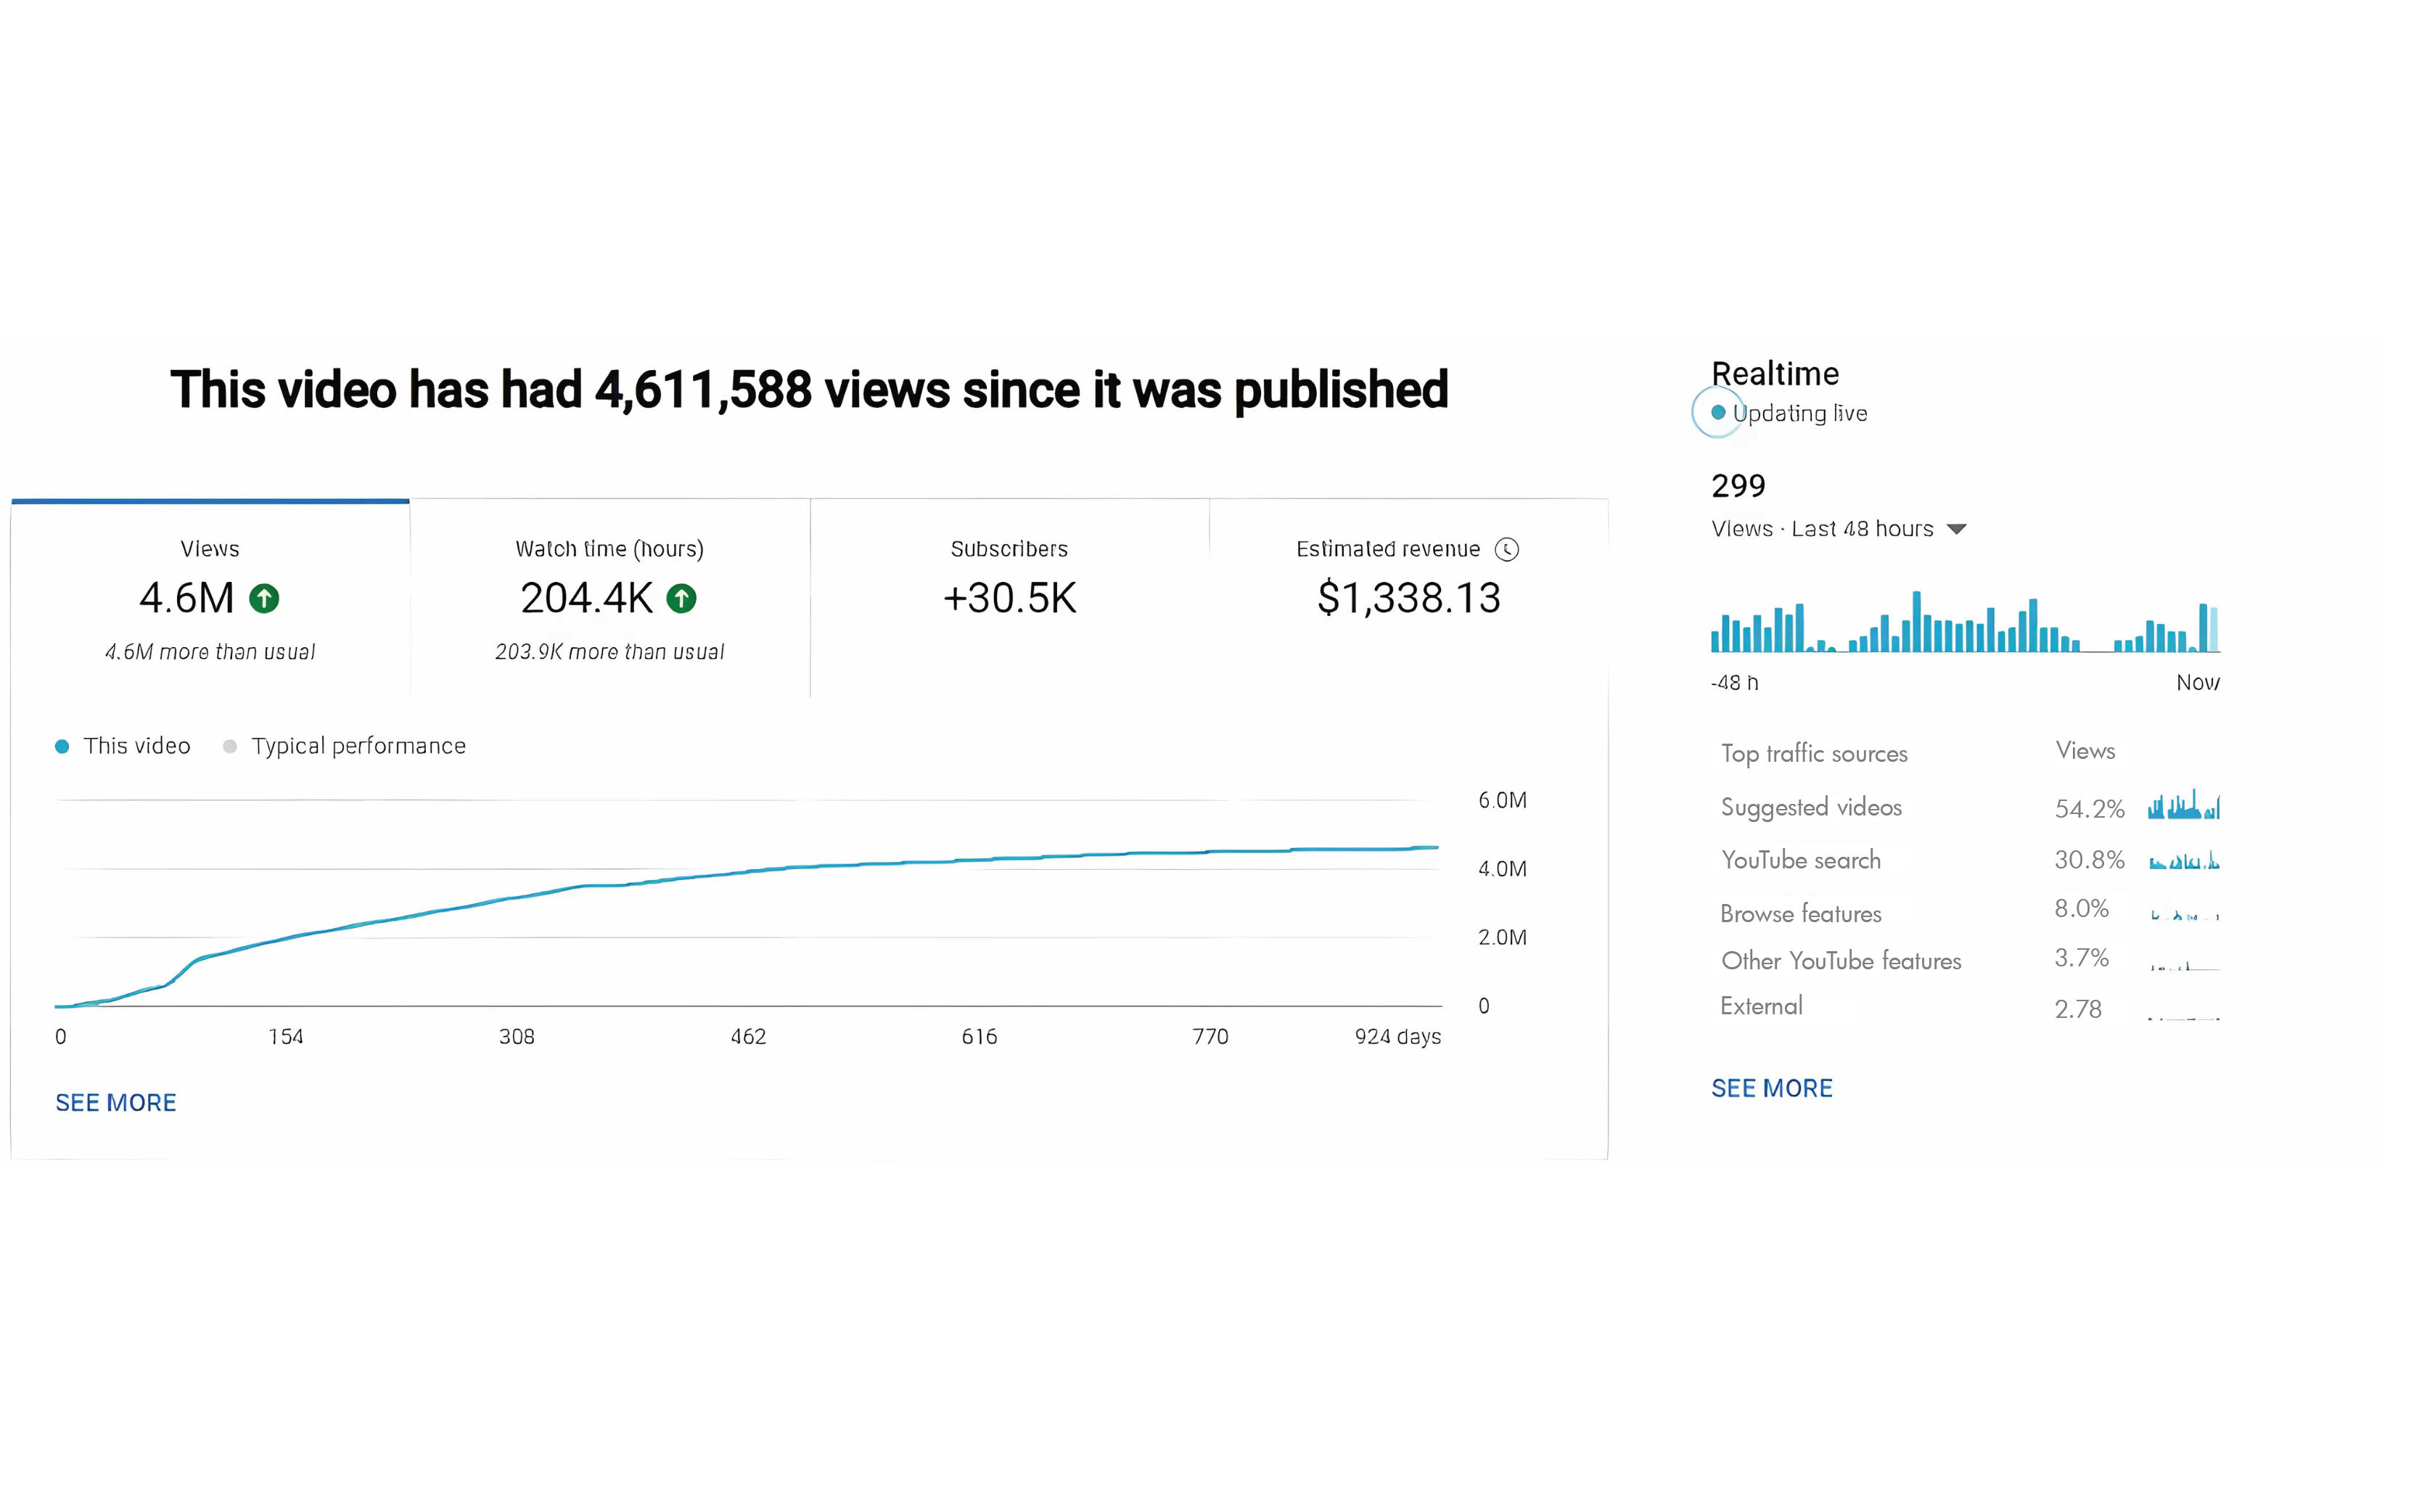 This video has had 4,611,588 views since it was published
Views
4.6M
4.6M more than usual
Watch time (hours)
204.4K
203.9K more than usual
Subscribers
+30.5K
Estimated revenue
$1,338.13
This video
Typical performance
6.0M
4.0M
2.0M
0
0 154 308 462 616 770 924 days
SEE MORE
Realtime
Updating live
299
Views · Last 48 hours
-48 h Now
Top traffic sources Views
Suggested videos 54.2%
YouTube search 30.8%
Browse features 8.0%
Other YouTube features 3.7%
External 2.78
SEE MORE